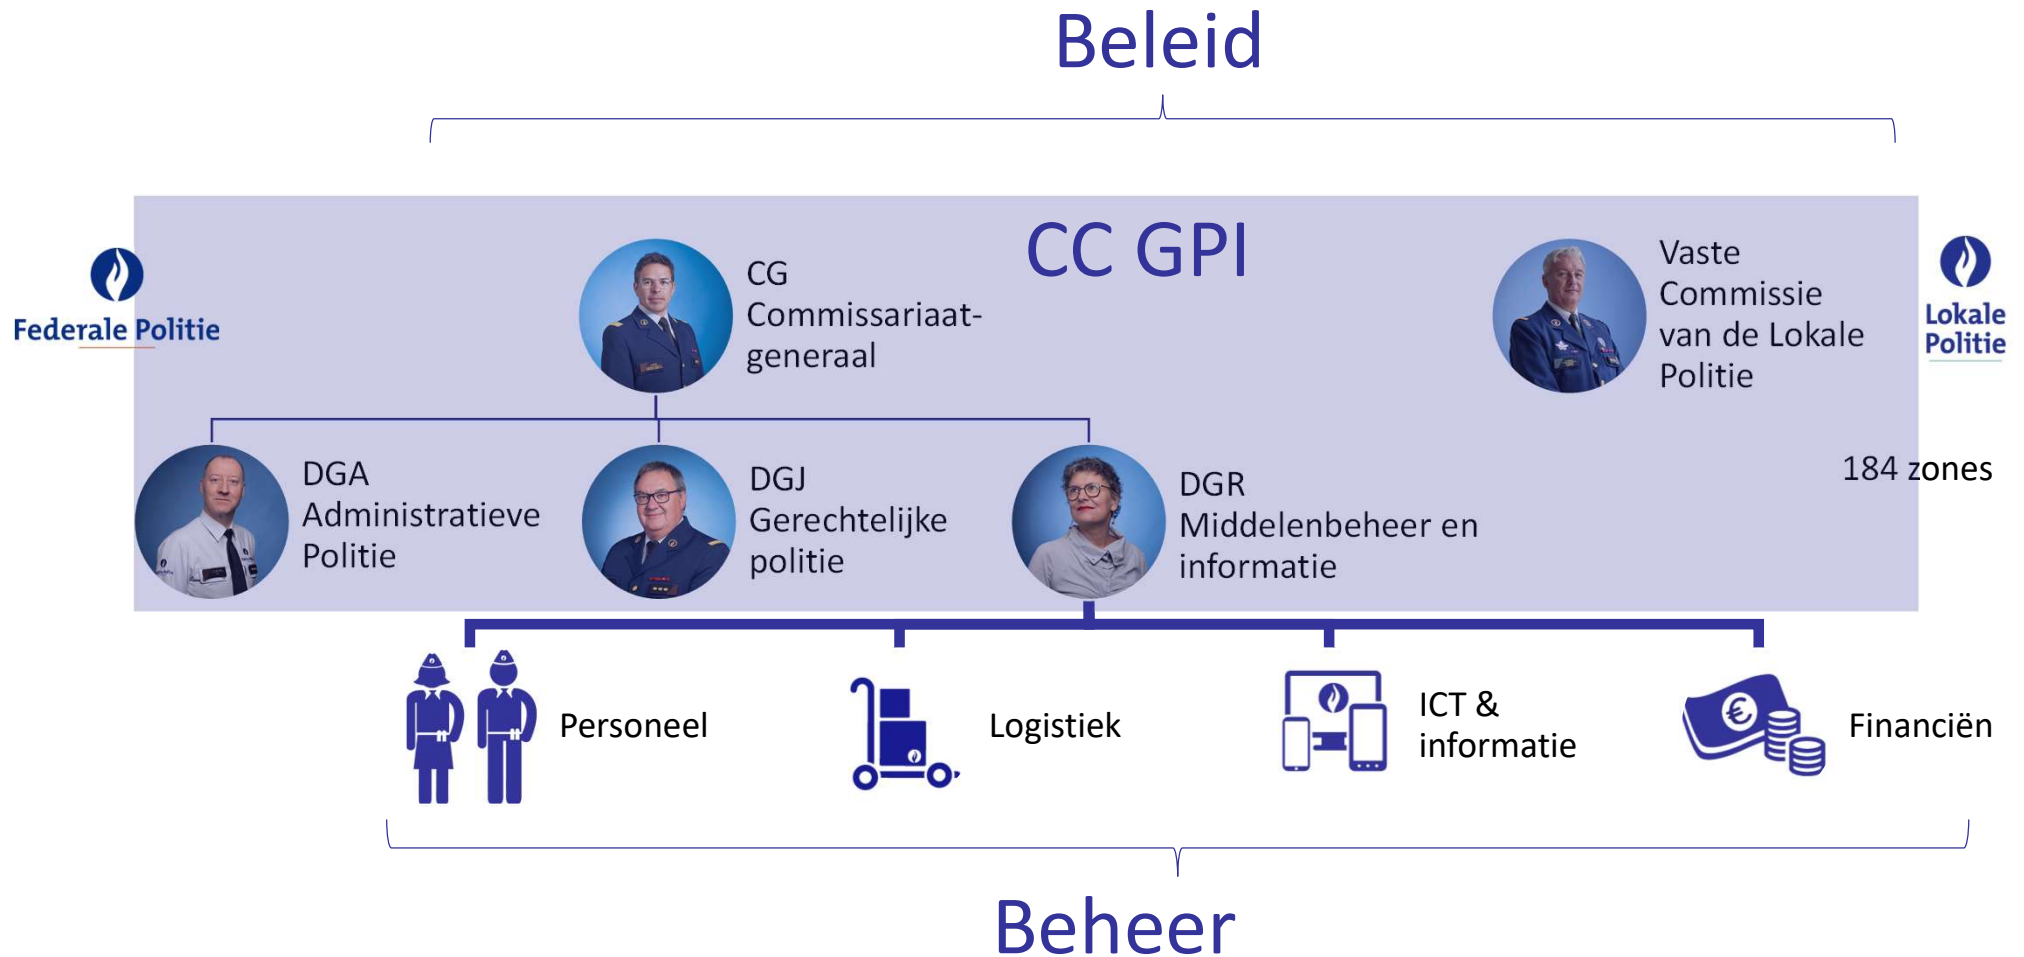 Beleid
CC GPI
Federale Politie
CG
Commissariaat-
generaal
Vaste
Commissie
van de Lokale
Politie
Lokale
Politie
DGA
Administratieve
Politie
DGJ
Gerechtelijke
politie
DGR
Middelenbeheer en
informatie
184 zones
Personeel
Logistiek
ICT &
informatie
Financiën
Beheer